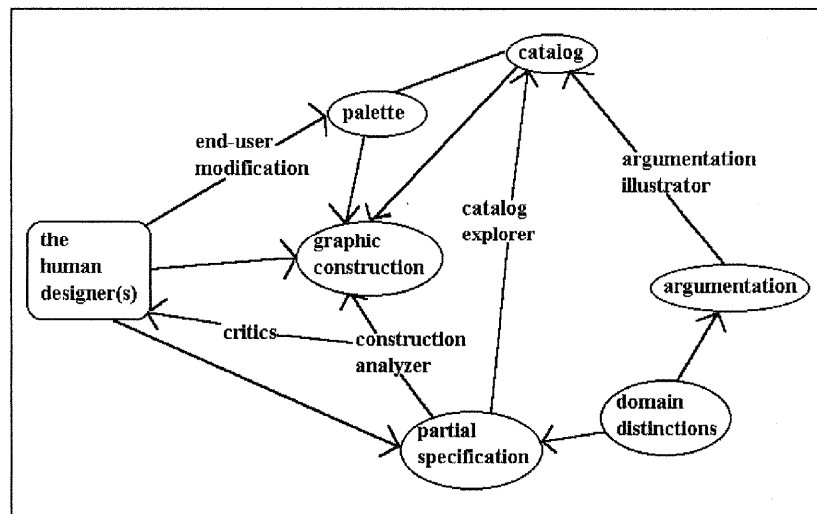 catalog
palette
end-user
modification
argumentation
illustrator
catalog
explorer
the
human
designer(s)
graphic
construction
argumentation
critics
construction
analyzer
domain
distinctions
partial
specification